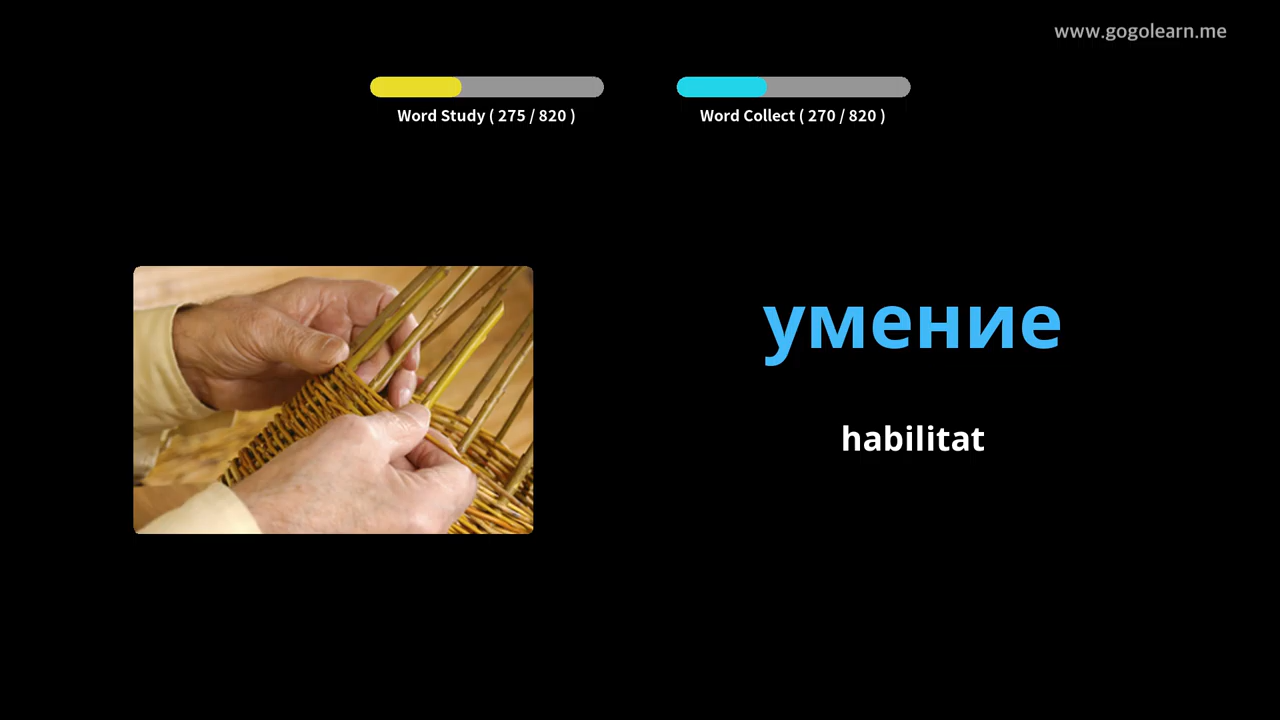 www.gogolearn.me
Word Study ( 275 / 820 )
Word Collect ( 270 / 820 )
умение
habilitat